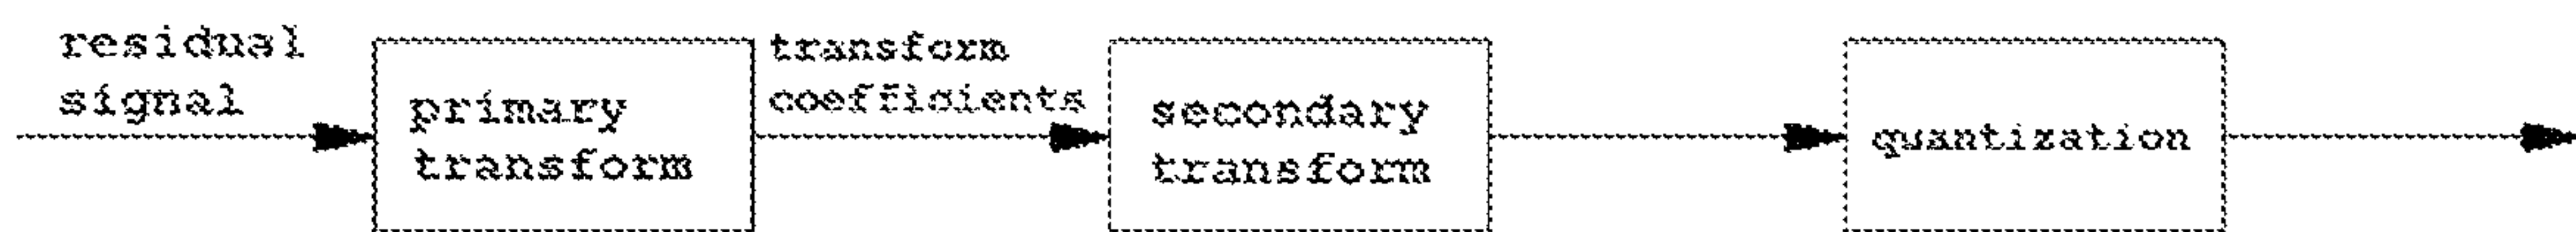 residual
signal
primary
transform
transform
coefficients
secondary
transform
quantization